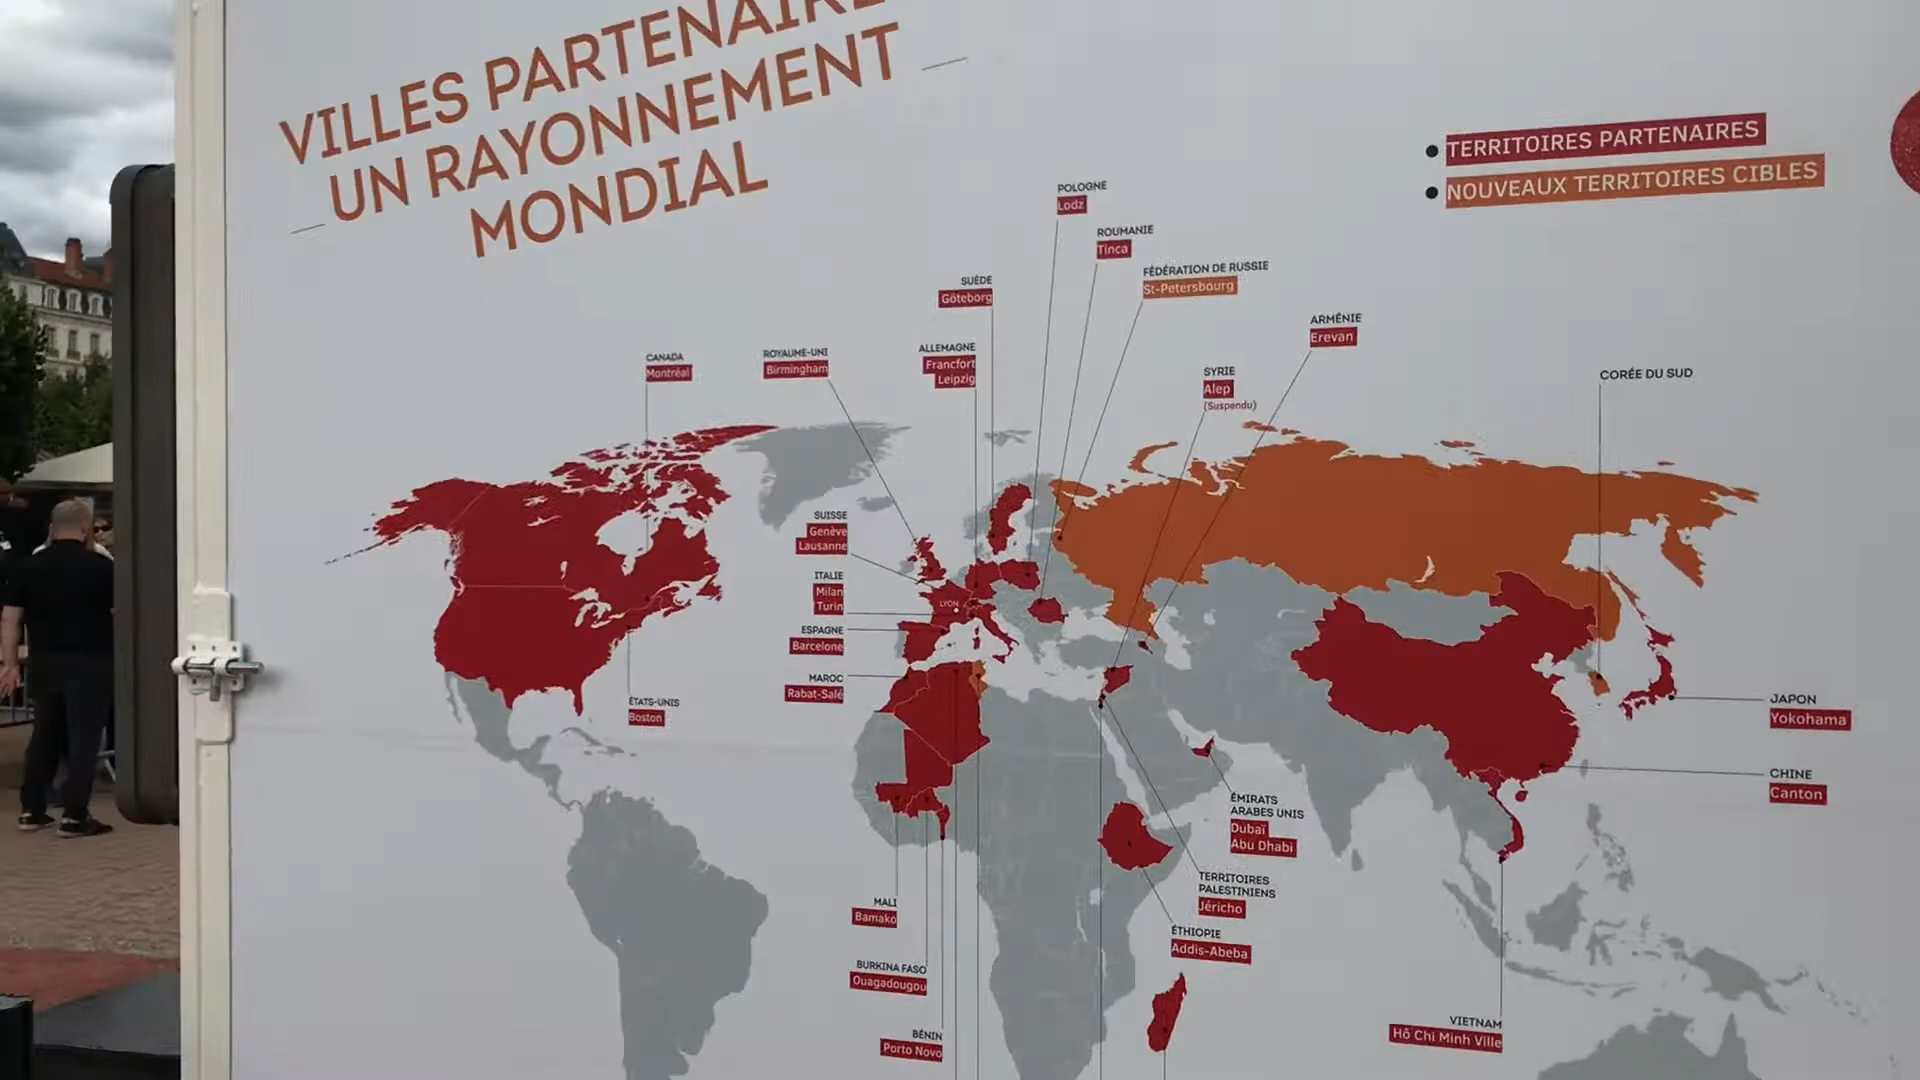 VILLES PARTENAIRE
UN RAYONNEMENT
MONDIAL
TERRITOIRES PARTENAIRES
NOUVEAUX TERRITOIRES CIBLES
POLOGNE
Lodz
ROUMANIE
Tinca
FÉDÉRATION DE RUSSIE
St-Petersbourg
SUÈDE
Göteborg
ARMÉNIE
Erevan
ALLEMAGNE
Francfort
Leipzig
CANADA
Montréal
ROYAUME-UNI
Birmingham
SYRIE
Alep
(Suspendu)
CORÉE DU SUD
SUISSE
Genève
Lausanne
ITALIE
Milan
Turin
LYON
ESPAGNE
Barcelone
MAROC
Rabat-Salé
ÉTATS-UNIS
Boston
JAPON
Yokohama
CHINE
Canton
ÉMIRATS
ARABES UNIS
Dubaï
Abu Dhabi
TERRITOIRES
PALESTINIENS
Jéricho
MALI
Bamako
ÉTHIOPIE
Addis-Abeba
BURKINA FASO
Ouagadougou
BÉNIN
Porto Novo
VIETNAM
Hô Chi Minh Ville